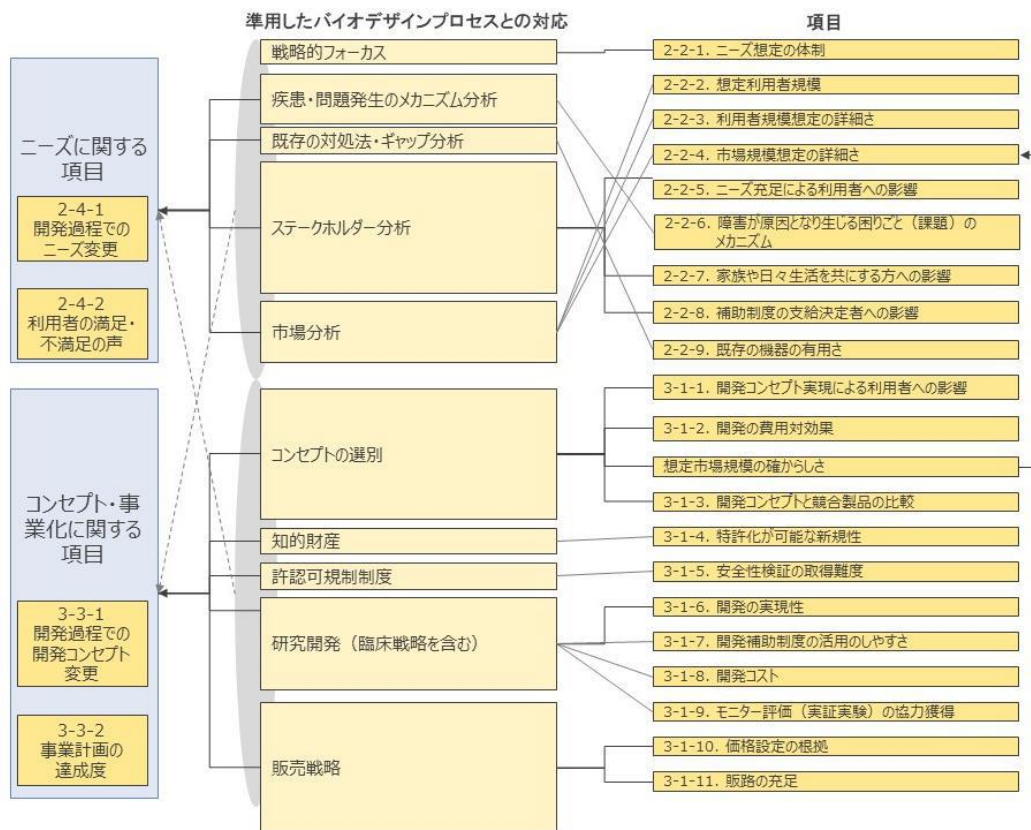 準用したバイオデザインプロセスとの対応
項目
ニーズに関する
項目
2-4-1
開発過程での
ニーズ変更
2-4-2
利用者の満足・
不満足の声
コンセプト・事
業化に関する
項目
3-3-1
開発過程での
開発コンセプト
変更
3-3-2
事業計画の
達成度
戦略的フォーカス
疾患・問題発生のメカニズム分析
既存の対処法・ギャップ分析
ステークホルダー分析
市場分析
コンセプトの選別
知的財産
許認可規制制度
研究開発（臨床戦略を含む）
販売戦略
2-2-1. ニーズ想定の体制
2-2-2. 想定利用者規模
2-2-3. 利用者規模想定の詳細さ
2-2-4. 市場規模想定の詳細さ
2-2-5. ニーズ充足による利用者への影響
2-2-6. 障害が原因となり生じる困りごと（課題）の
メカニズム
2-2-7. 家族や日々生活を共にする方への影響
2-2-8. 補助制度の支給決定者への影響
2-2-9. 既存の機器の有用さ
3-1-1. 開発コンセプト実現による利用者への影響
3-1-2. 開発の費用対効果
想定市場規模の確からしさ
3-1-3. 開発コンセプトと競合製品の比較
3-1-4. 特許化が可能な新規性
3-1-5. 安全性検証の取得難度
3-1-6. 開発の実現性
3-1-7. 開発補助制度の活用のしやすさ
3-1-8. 開発コスト
3-1-9. モニター評価（実証実験）の協力獲得
3-1-10. 価格設定の根拠
3-1-11. 販路の充足